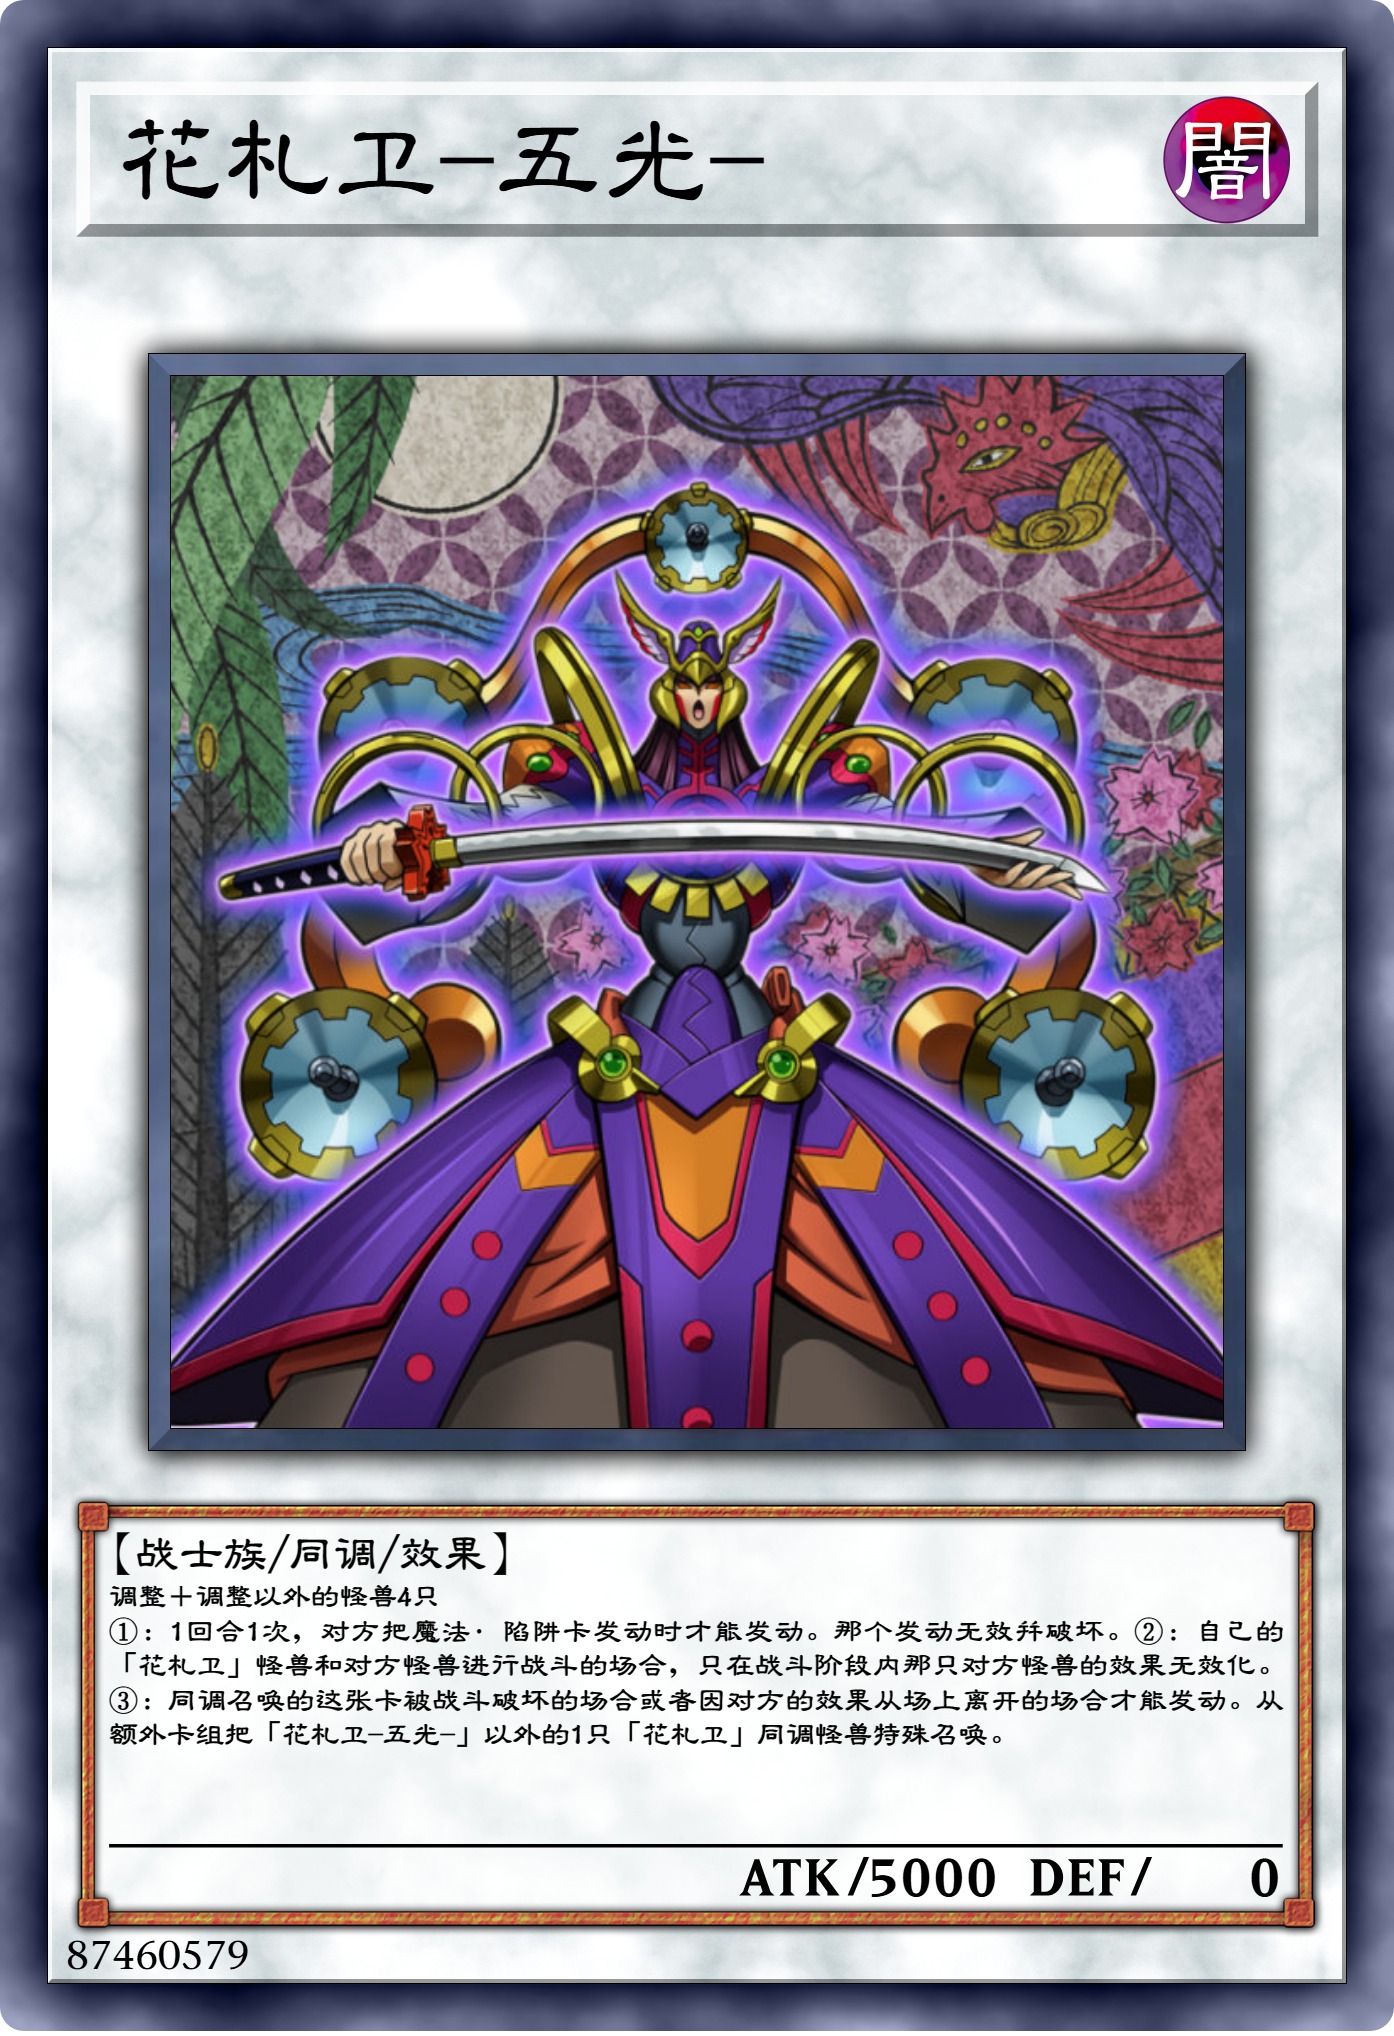 花札卫-五光-
闇
【战士族/同调/效果】
调整＋调整以外的怪兽4只
①：1回合1次，对方把魔法·陷阱卡发动时才能发动。那个发动无效并破坏。②：自己的
「花札卫」怪兽和对方怪兽进行战斗的场合，只在战斗阶段内那只对方怪兽的效果无效化。
③：同调召唤的这张卡被战斗破坏的场合或者因对方的效果从场上离开的场合才能发动。从
额外卡组把「花札卫-五光-」以外的1只「花札卫」同调怪兽特殊召唤。
ATK/5000 DEF/ 0
87460579